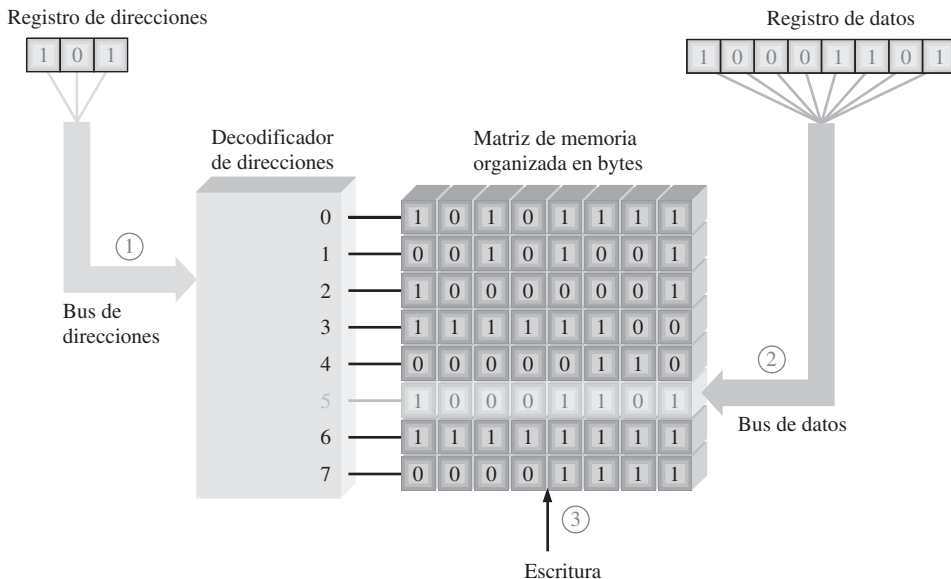 Registro de direcciones
1 0 1
Registro de datos
1 0 0 0 1 1 0 1
Decodificador
de direcciones
Matriz de memoria
organizada en bytes
1
Bus de
direcciones
0 1 0 1 0 1 1 1 1
1 0 0 1 0 1 0 0 1
2 1 0 0 0 0 0 0 1
3 1 1 1 1 1 1 0 0
4 0 0 0 0 0 1 1 0
5 1 0 0 0 1 1 0 1
6 1 1 1 1 1 1 1 1
7 0 0 0 0 1 1 1 1
2
Bus de datos
3
Escritura